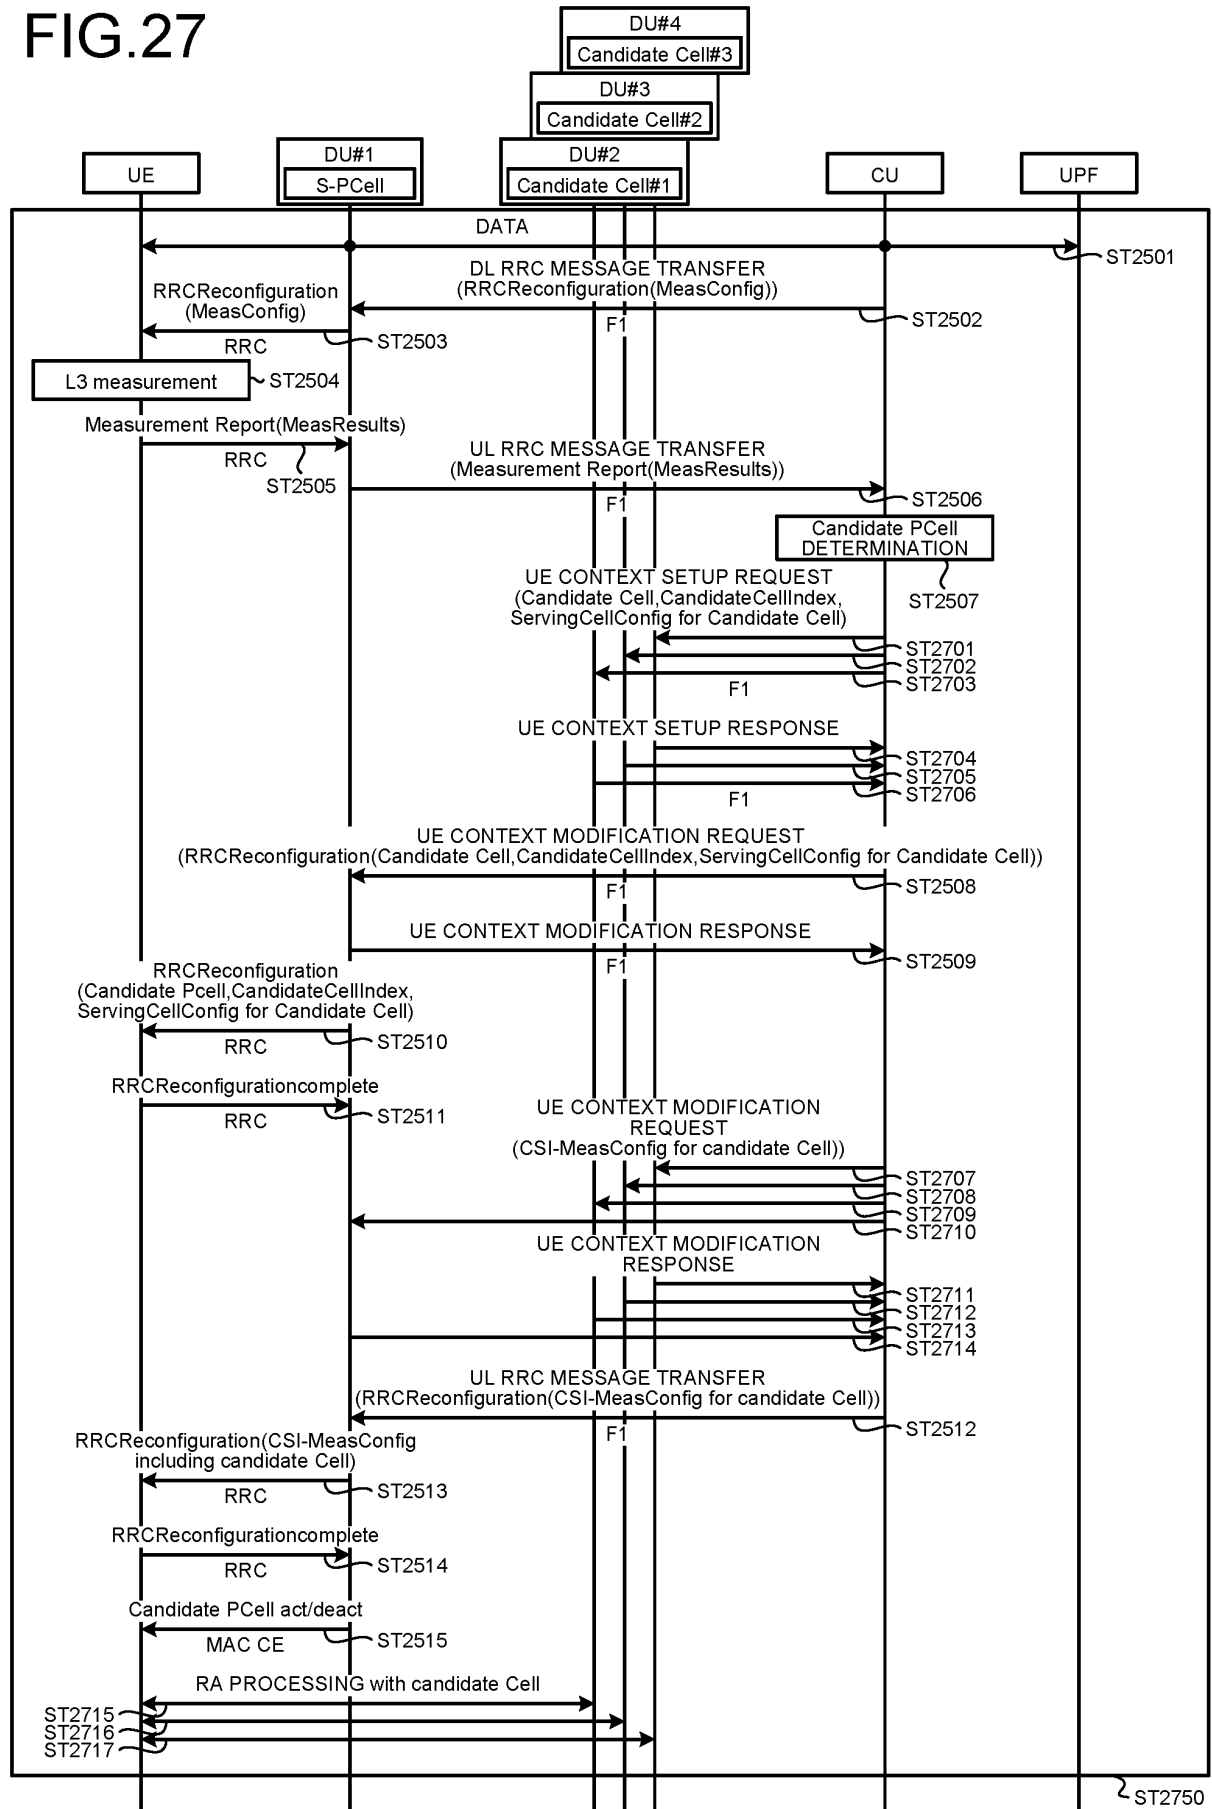 FIG.27
DU#4
Candidate Cell#3
DU#3
Candidate Cell#2
DU#1
S-PCell
DU#2
Candidate Cell#1
UE
CU
UPF
DATA
ST2501
DL RRC MESSAGE TRANSFER
(RRCReconfiguration(MeasConfig))
F1
ST2502
RRCReconfiguration
(MeasConfig)
RRC
ST2503
L3 measurement
ST2504
Measurement Report(MeasResults)
RRC
ST2505
UL RRC MESSAGE TRANSFER
(Measurement Report(MeasResults))
F1
ST2506
Candidate PCell
DETERMINATION
ST2507
UE CONTEXT SETUP REQUEST
(Candidate Cell,CandidateCellIndex,
ServingCellConfig for Candidate Cell)
ST2701
ST2702
ST2703
F1
UE CONTEXT SETUP RESPONSE
ST2704
ST2705
ST2706
F1
UE CONTEXT MODIFICATION REQUEST
(RRCReconfiguration(Candidate Cell,CandidateCellIndex,ServingCellConfig for Candidate Cell))
F1
ST2508
UE CONTEXT MODIFICATION RESPONSE
F1
ST2509
RRCReconfiguration
(Candidate Pcell,CandidateCellIndex,
ServingCellConfig for Candidate Cell)
RRC
ST2510
RRCReconfigurationcomplete
RRC
ST2511
UE CONTEXT MODIFICATION
REQUEST
(CSI-MeasConfig for candidate Cell))
ST2707
ST2708
ST2709
ST2710
UE CONTEXT MODIFICATION
RESPONSE
ST2711
ST2712
ST2713
ST2714
UL RRC MESSAGE TRANSFER
(RRCReconfiguration(CSI-MeasConfig for candidate Cell))
F1
ST2512
RRCReconfiguration(CSI-MeasConfig
including candidate Cell)
RRC
ST2513
RRCReconfigurationcomplete
RRC
ST2514
Candidate PCell act/deact
MAC CE
ST2515
RA PROCESSING with candidate Cell
ST2715
ST2716
ST2717
ST2750